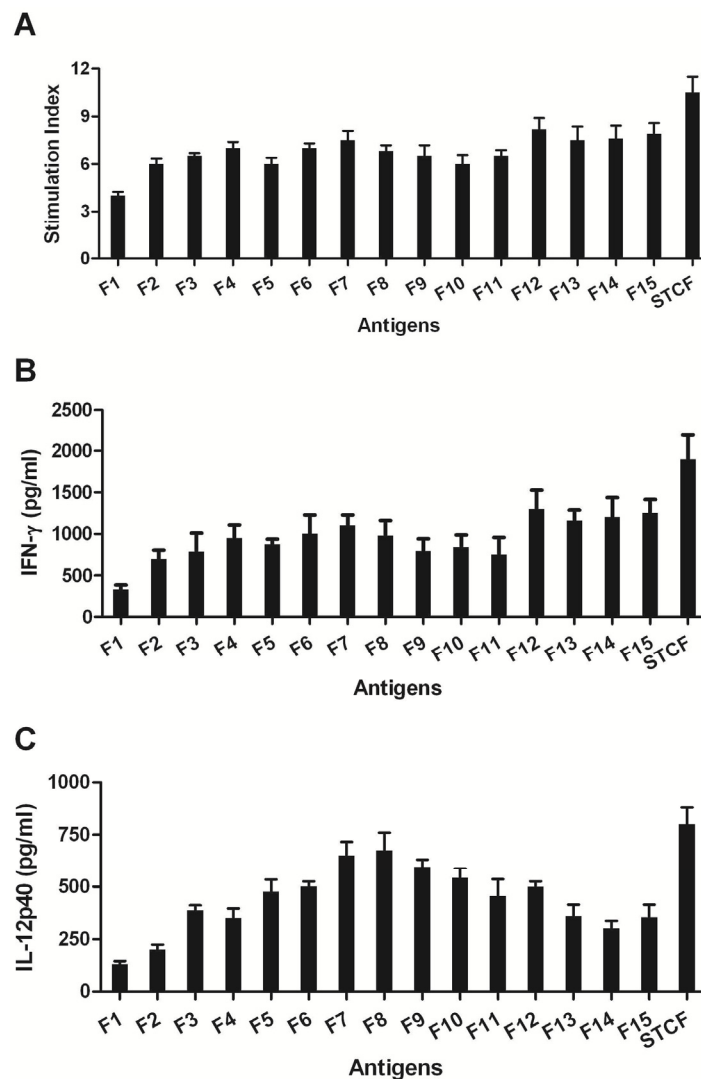 A
Stimulation Index
12
9
6
3
0
F1 F2 F3 F4 F5 F6 F7 F8 F9 F10 F11 F12 F13 F14 F15 STCF
Antigens
B
IFN-γ (pg/ml)
2500
2000
1500
1000
500
0
F1 F2 F3 F4 F5 F6 F7 F8 F9 F10 F11 F12 F13 F14 F15 STCF
Antigens
C
IL-12p40 (pg/ml)
1000
750
500
250
0
F1 F2 F3 F4 F5 F6 F7 F8 F9 F10 F11 F12 F13 F14 F15 STCF
Antigens